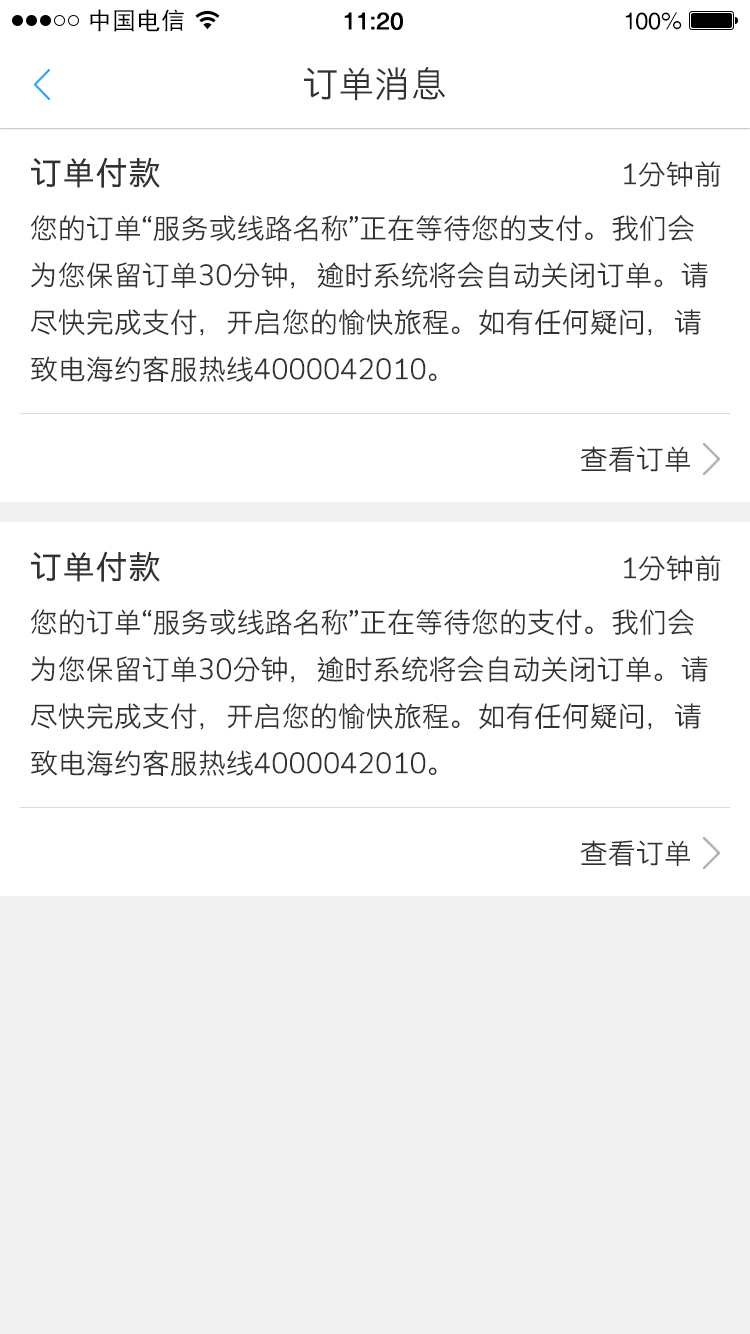 中国电信 11:20 100%
订单消息
订单付款 1分钟前
您的订单“服务或线路名称”正在等待您的支付。我们会
为您保留订单30分钟，逾时系统将会自动关闭订单。请
尽快完成支付，开启您的愉快旅程。如有任何疑问，请
致电海约客服热线4000042010。
查看订单
订单付款 1分钟前
您的订单“服务或线路名称”正在等待您的支付。我们会
为您保留订单30分钟，逾时系统将会自动关闭订单。请
尽快完成支付，开启您的愉快旅程。如有任何疑问，请
致电海约客服热线4000042010。
查看订单